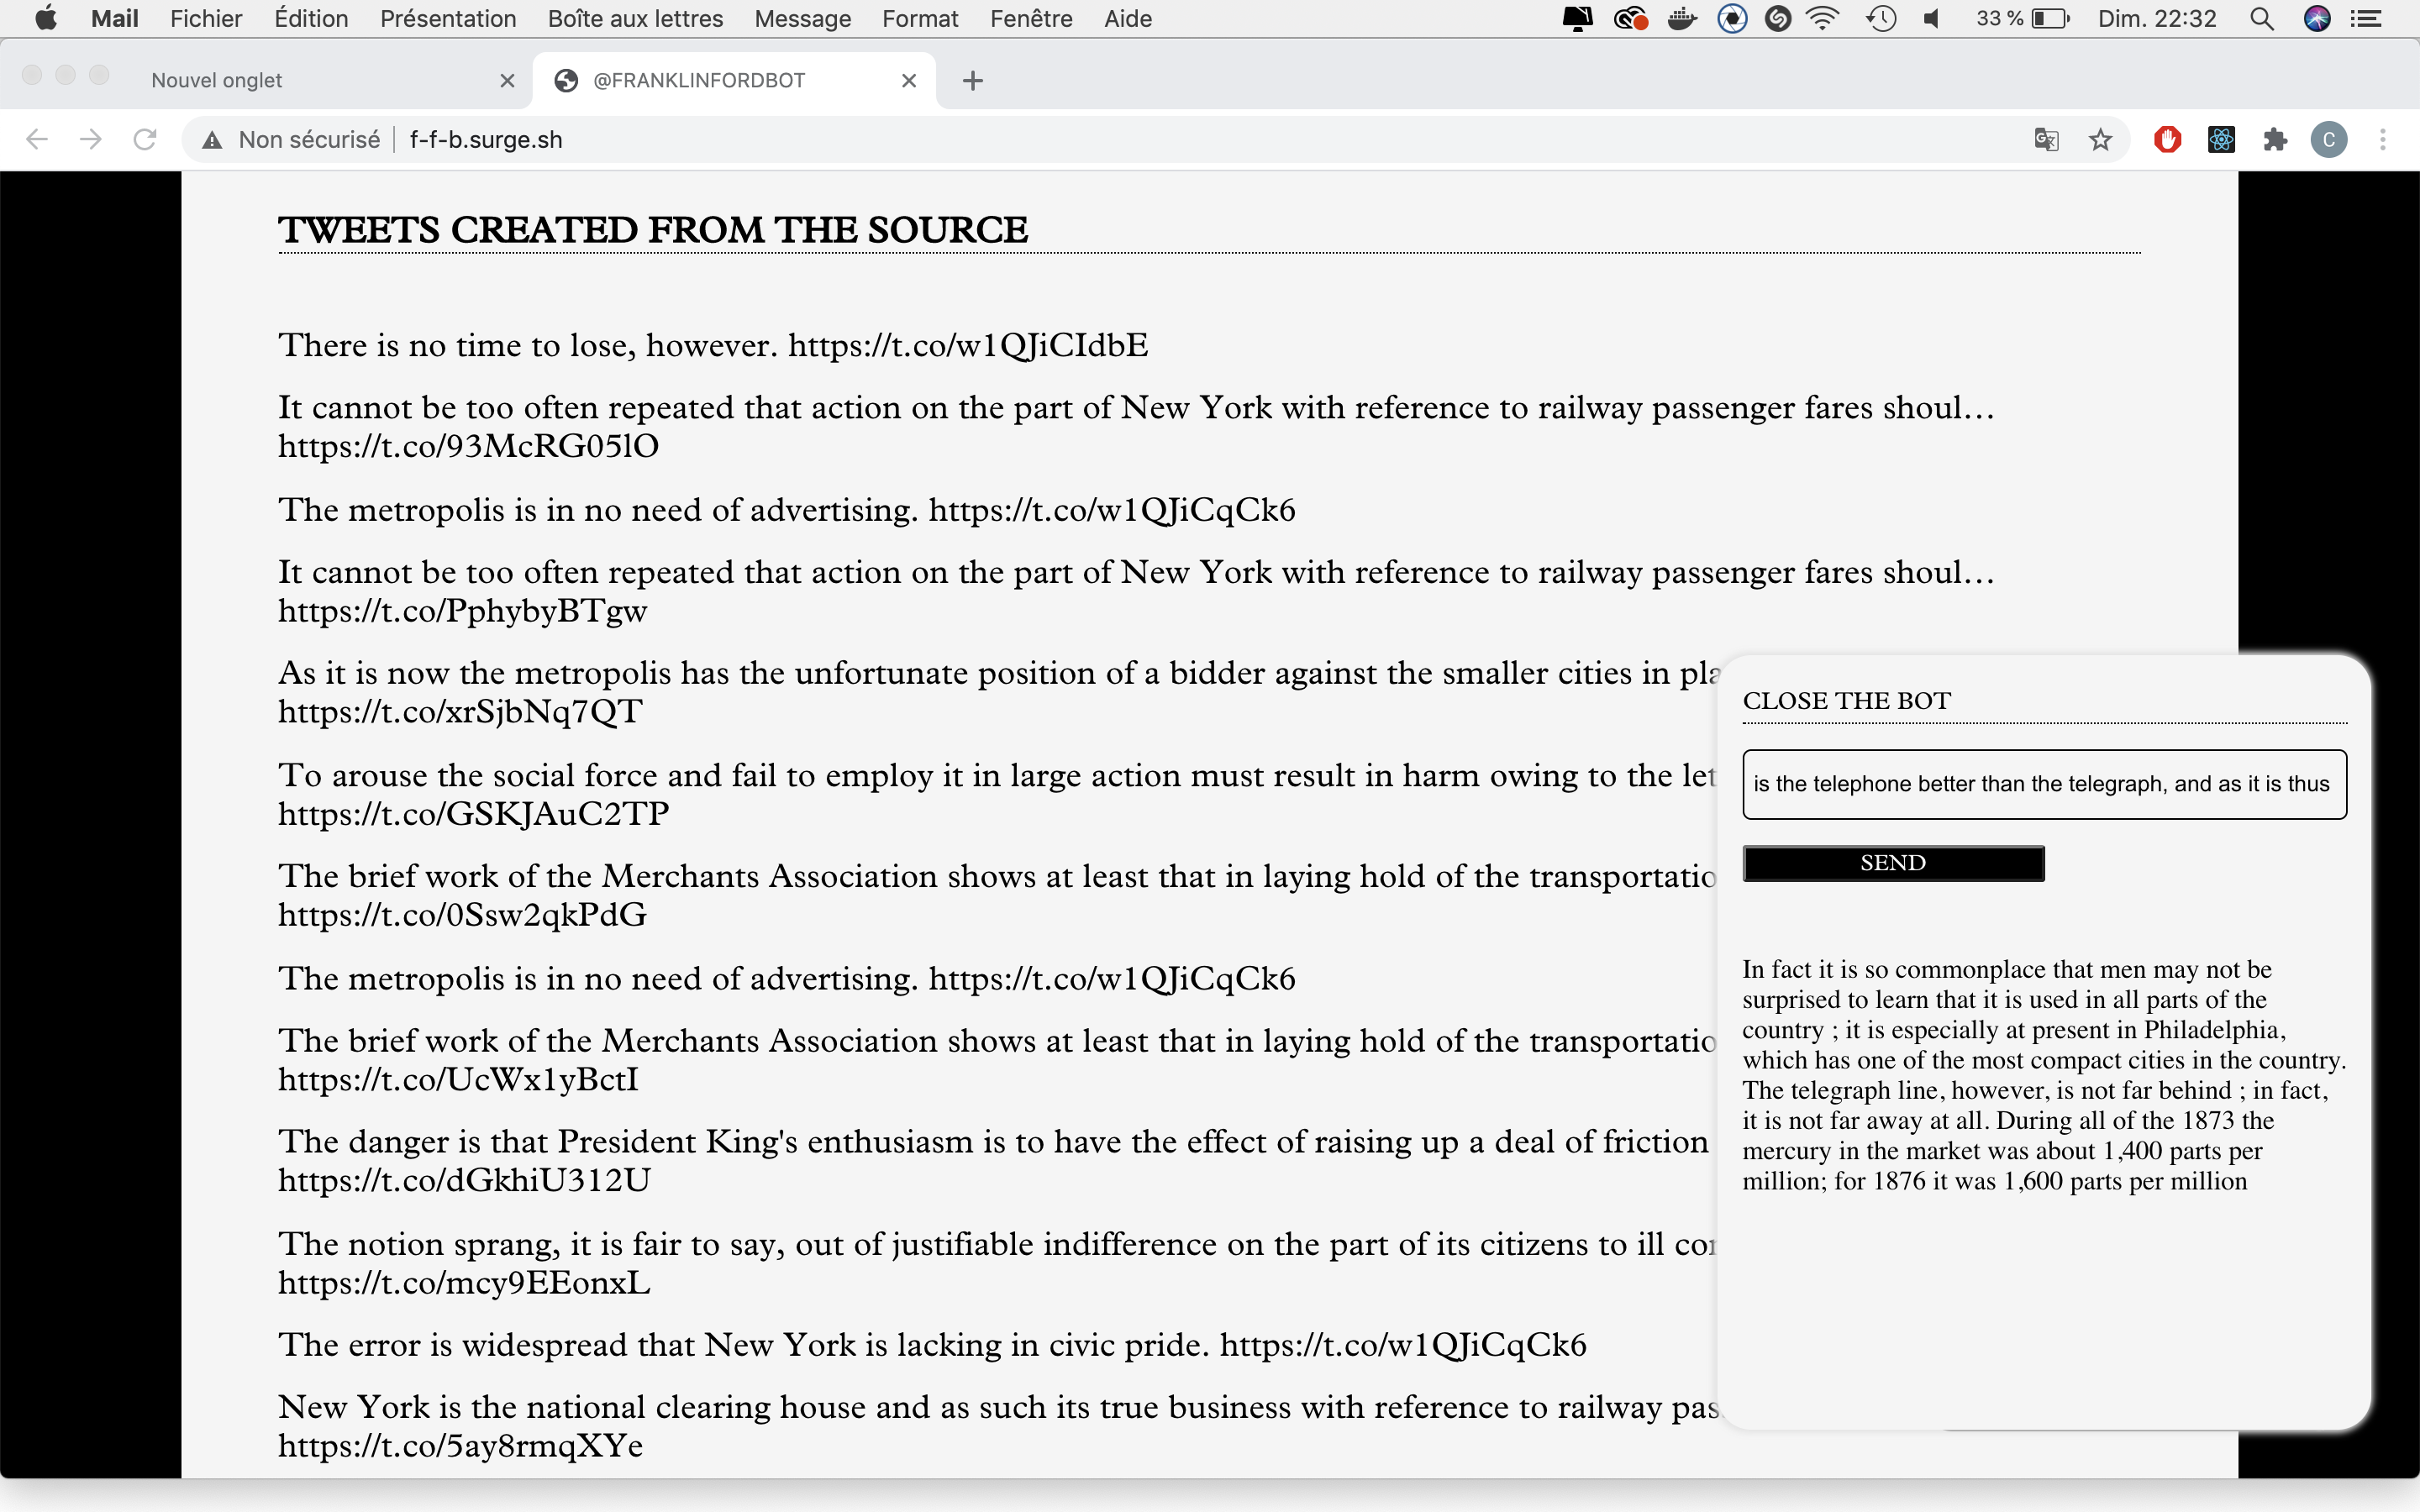 Mail Fichier Édition Présentation Boîte aux lettres Message Format Fenêtre Aide 33 % Dim. 22:32
Nouvel onglet @FRANKLINFORDBOT
Non sécurisé f-f-b.surge.sh C
TWEETS CREATED FROM THE SOURCE
There is no time to lose, however. https://t.co/w1QJiCIdbE
It cannot be too often repeated that action on the part of New York with reference to railway passenger fares shoul…
https://t.co/93McRG05lO
The metropolis is in no need of advertising. https://t.co/w1QJiCqCk6
It cannot be too often repeated that action on the part of New York with reference to railway passenger fares shoul…
https://t.co/PphybyBTgw
As it is now the metropolis has the unfortunate position of a bidder against the smaller cities in pla
https://t.co/xrSjbNq7QT
To arouse the social force and fail to employ it in large action must result in harm owing to the let
https://t.co/GSKJAuC2TP
The brief work of the Merchants Association shows at least that in laying hold of the transportatio
https://t.co/0Ssw2qkPdG
The metropolis is in no need of advertising. https://t.co/w1QJiCqCk6
The brief work of the Merchants Association shows at least that in laying hold of the transportatio
https://t.co/UcWx1yBctI
The danger is that President King's enthusiasm is to have the effect of raising up a deal of friction
https://t.co/dGkhiU312U
The notion sprang, it is fair to say, out of justifiable indifference on the part of its citizens to ill cor
https://t.co/mcy9EEonxL
The error is widespread that New York is lacking in civic pride. https://t.co/w1QJiCqCk6
New York is the national clearing house and as such its true business with reference to railway pas
https://t.co/5ay8rmqXYe
CLOSE THE BOT
is the telephone better than the telegraph, and as it is thus
SEND
In fact it is so commonplace that men may not be
surprised to learn that it is used in all parts of the
country ; it is especially at present in Philadelphia,
which has one of the most compact cities in the country.
The telegraph line, however, is not far behind ; in fact,
it is not far away at all. During all of the 1873 the
mercury in the market was about 1,400 parts per
million; for 1876 it was 1,600 parts per million